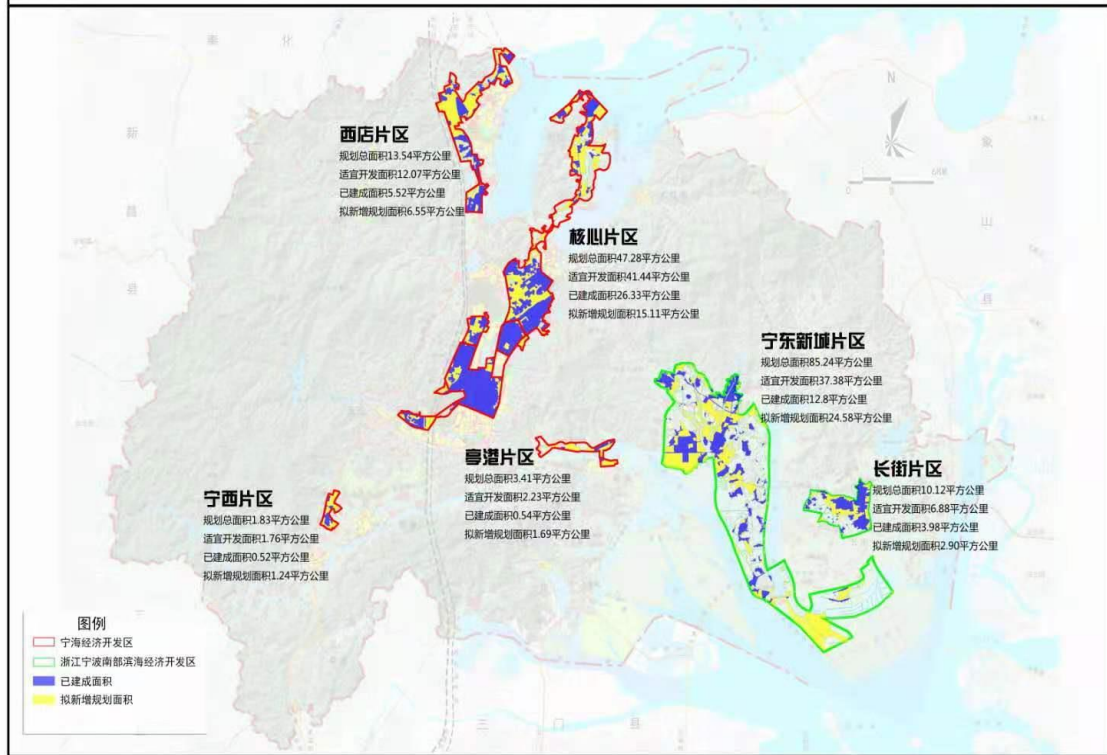 奉
化
新
昌
县
象
山
县
三
门
县
N
西店片区
规划总面积13.54平方公里
适宜开发面积12.07平方公里
已建成面积5.52平方公里
拟新增规划面积6.55平方公里
核心片区
规划总面积47.28平方公里
适宜开发面积41.44平方公里
已建成面积26.33平方公里
拟新增规划面积15.11平方公里
宁东新城片区
规划总面积85.24平方公里
适宜开发面积37.38平方公里
已建成面积12.8平方公里
拟新增规划面积24.58平方公里
亭港片区
规划总面积3.41平方公里
适宜开发面积2.23平方公里
已建成面积0.54平方公里
拟新增规划面积1.69平方公里
长街片区
规划总面积10.12平方公里
适宜开发面积6.88平方公里
已建成面积3.98平方公里
拟新增规划面积2.90平方公里
宁西片区
规划总面积1.83平方公里
适宜开发面积1.76平方公里
已建成面积0.52平方公里
拟新增规划面积1.24平方公里
图例
宁海经济开发区
浙江宁波南部滨海经济开发区
已建成面积
拟新增规划面积